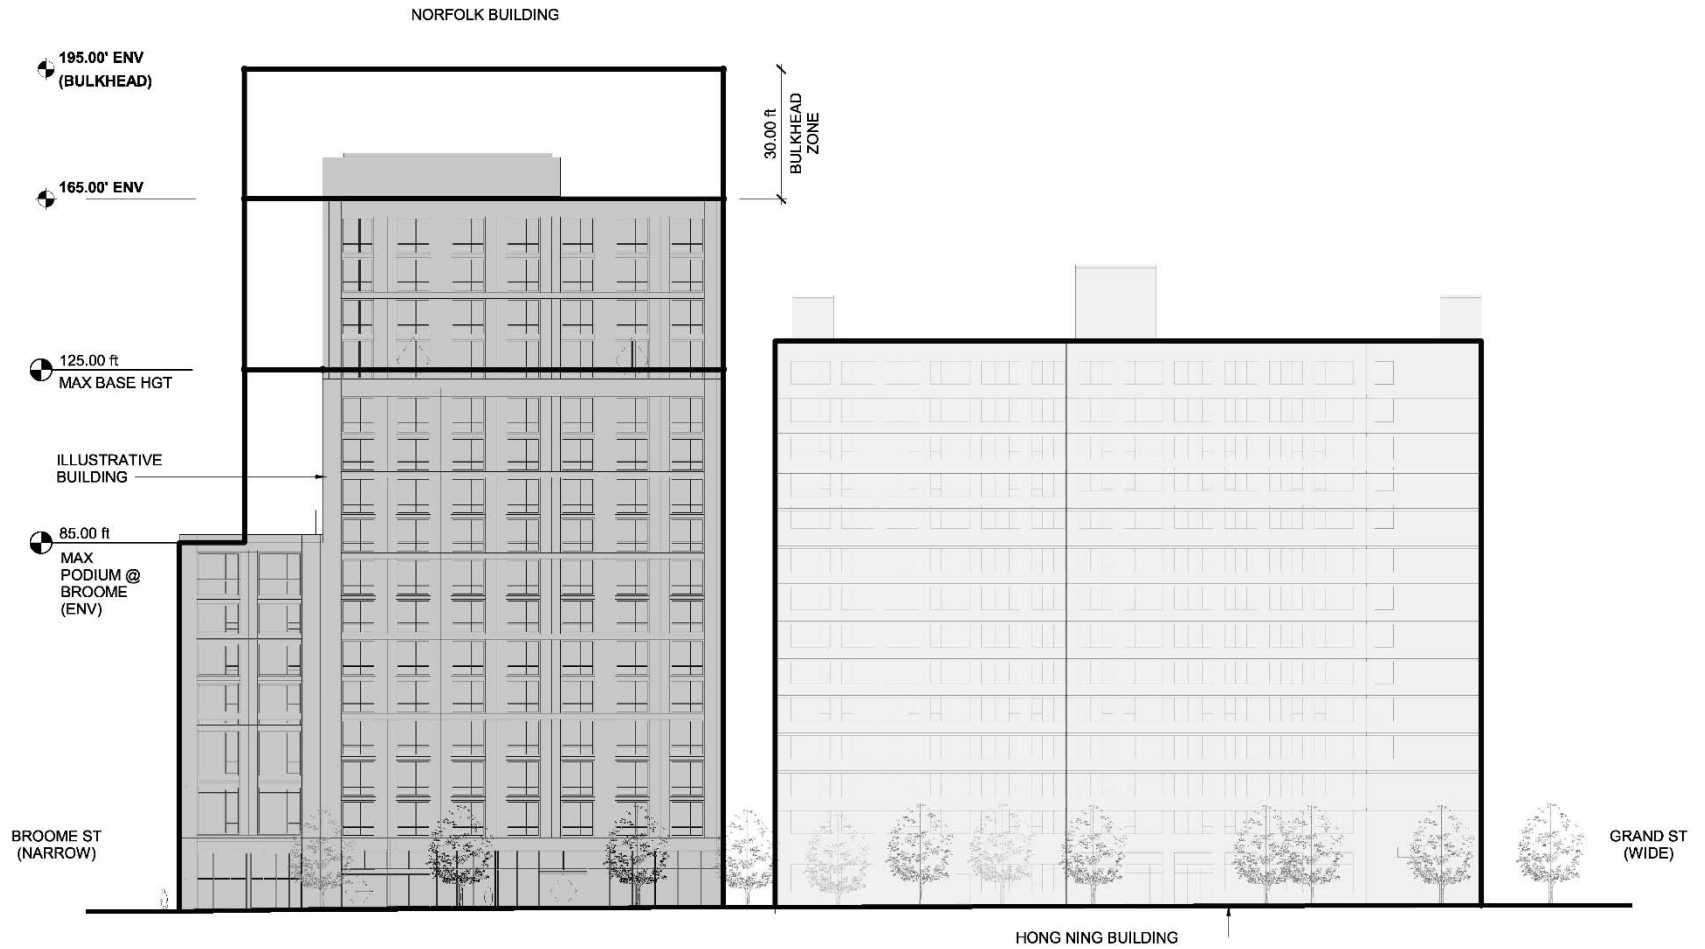 NORFOLK BUILDING
195.00' ENV
(BULKHEAD)
30.00 ft
BULKHEAD
ZONE
165.00' ENV
125.00 ft
MAX BASE HGT
ILLUSTRATIVE
BUILDING
85.00 ft
MAX
PODIUM @
BROOME
(ENV)
BROOME ST
(NARROW)
GRAND ST
(WIDE)
HONG NING BUILDING